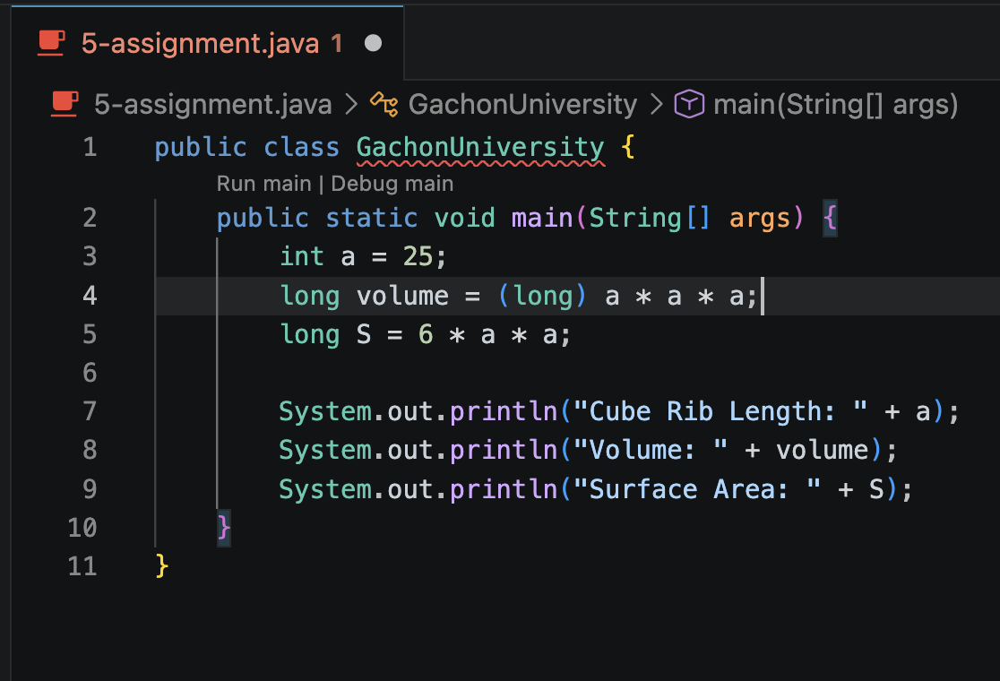 5-assignment.java 1
5-assignment.java > GachonUniversity > main(String[] args)
1 public class GachonUniversity {
Run main | Debug main
2 public static void main(String[] args) {
3 int a = 25;
4 long volume = (long) a * a * a;
5 long S = 6 * a * a;
6
7 System.out.println("Cube Rib Length: " + a);
8 System.out.println("Volume: " + volume);
9 System.out.println("Surface Area: " + S);
10 }
11 }